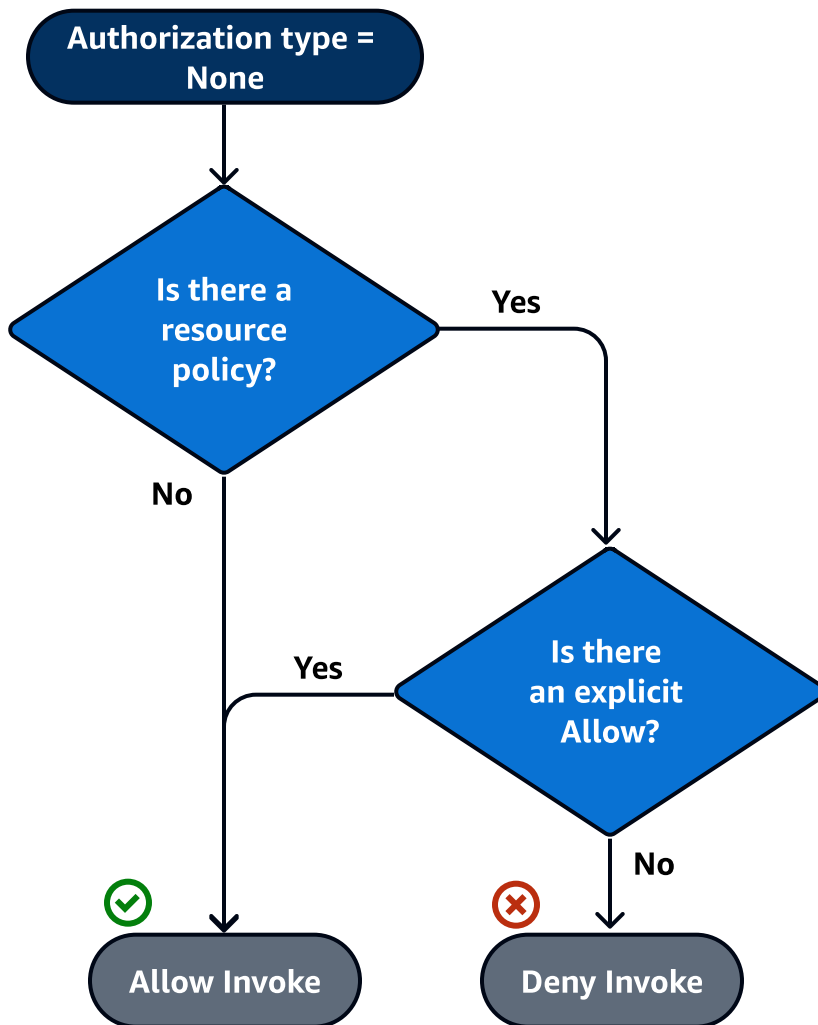 Authorization type =
None
Is there a
resource
policy?
Yes
No
Is there
an explicit
Allow?
Yes
No
Allow Invoke
Deny Invoke